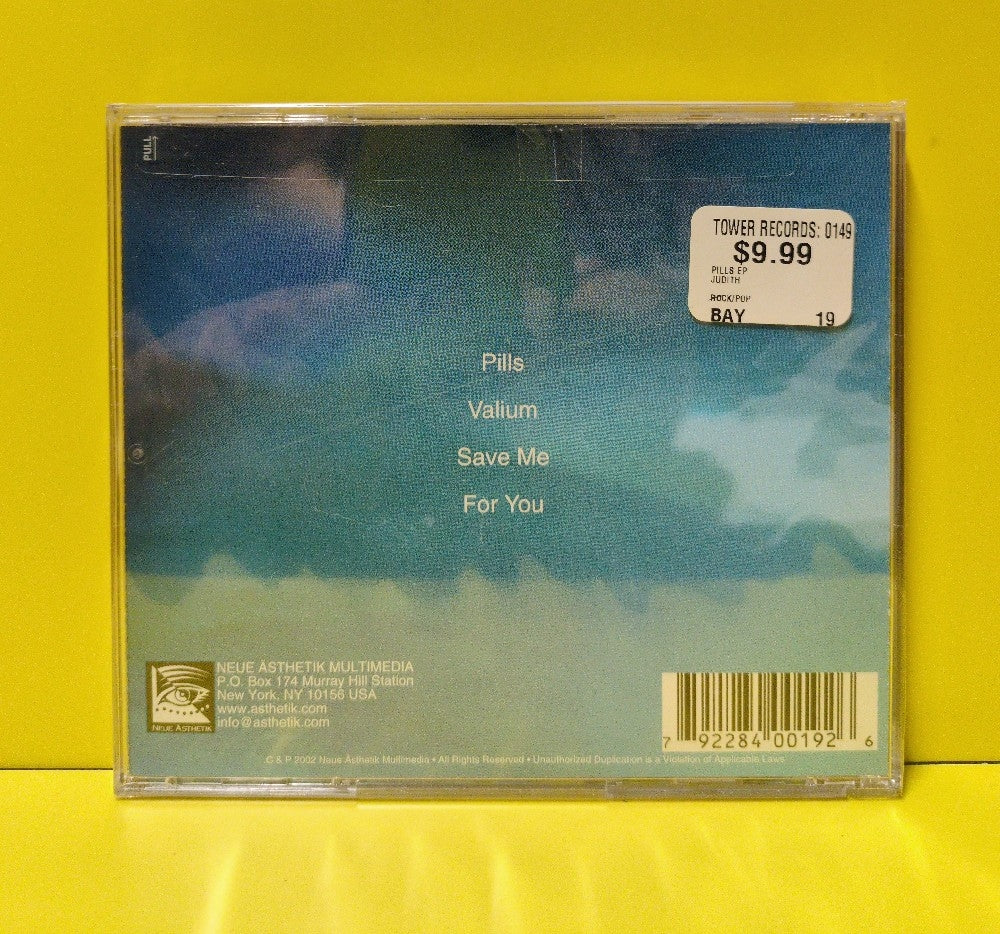 PULL
TOWER RECORDS: 0149
$9.99
PILLS EP
JUDITH
ROCK/POP
BAY 19
Pills
Valium
Save Me
For You
NEUE ÄSTHETIK MULTIMEDIA
P.O. Box 174 Murray Hill Station
New York, NY 10156 USA
www.asthetik.com
info@asthetik.com
NEUE ÄSTHETIK
7 92284 00192 6
C & P 2002 Neue Ästhetik Multimedia • All Rights Reserved • Unauthorized Duplication is a Violation of Applicable Laws